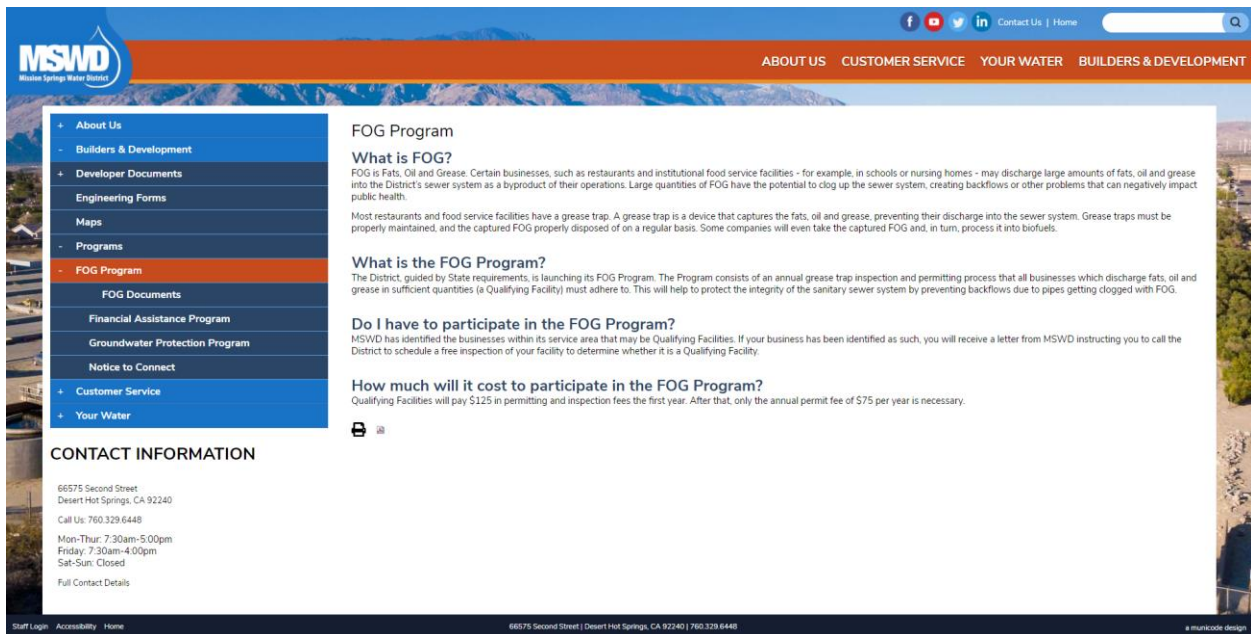 Contact Us | Home
MSWD
Mission Springs Water District
ABOUT US CUSTOMER SERVICE YOUR WATER BUILDERS & DEVELOPMENT
+ About Us
- Builders & Development
+ Developer Documents
Engineering Forms
Maps
- Programs
- FOG Program
FOG Documents
Financial Assistance Program
Groundwater Protection Program
Notice to Connect
+ Customer Service
+ Your Water
CONTACT INFORMATION
66575 Second Street
Desert Hot Springs, CA 92240
Call Us: 760.329.6448
Mon-Thur: 7:30am-5:00pm
Friday: 7:30am-4:00pm
Sat-Sun: Closed
Full Contact Details
FOG Program
What is FOG?
FOG is Fats, Oil and Grease. Certain businesses, such as restaurants and institutional food service facilities - for example, in schools or nursing homes - may discharge large amounts of fats, oil and grease
into the District's sewer system as a byproduct of their operations. Large quantities of FOG have the potential to clog up the sewer system, creating backflows or other problems that can negatively impact
public health.
Most restaurants and food service facilities have a grease trap. A grease trap is a device that captures the fats, oil and grease, preventing their discharge into the sewer system. Grease traps must be
properly maintained, and the captured FOG properly disposed of on a regular basis. Some companies will even take the captured FOG and, in turn, process it into biofuels.
What is the FOG Program?
The District, guided by State requirements, is launching its FOG Program. The Program consists of an annual grease trap inspection and permitting process that all businesses which discharge fats, oil and
grease in sufficient quantities (a Qualifying Facility) must adhere to. This will help to protect the integrity of the sanitary sewer system by preventing backflows due to pipes getting clogged with FOG.
Do I have to participate in the FOG Program?
MSWD has identified the businesses within its service area that may be Qualifying Facilities. If your business has been identified as such, you will receive a letter from MSWD instructing you to call the
District to schedule a free inspection of your facility to determine whether it is a Qualifying Facility.
How much will it cost to participate in the FOG Program?
Qualifying Facilities will pay $125 in permitting and inspection fees the first year. After that, only the annual permit fee of $75 per year is necessary.
Staff Login Accessibility Home
66575 Second Street | Desert Hot Springs, CA 92240 | 760.329.6448
a municode design